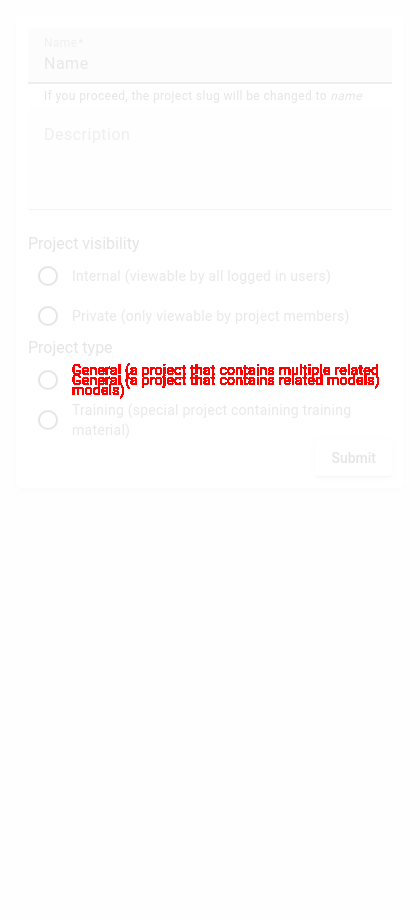 Name*
Name
If you proceed, the project slug will be changed to name
Description
Project visibility
Internal (viewable by all logged in users)
Private (only viewable by project members)
Project type
General (a project that contains multiple related
General (a project that contains related models)
models)
Training (special project containing training
material)
Submit